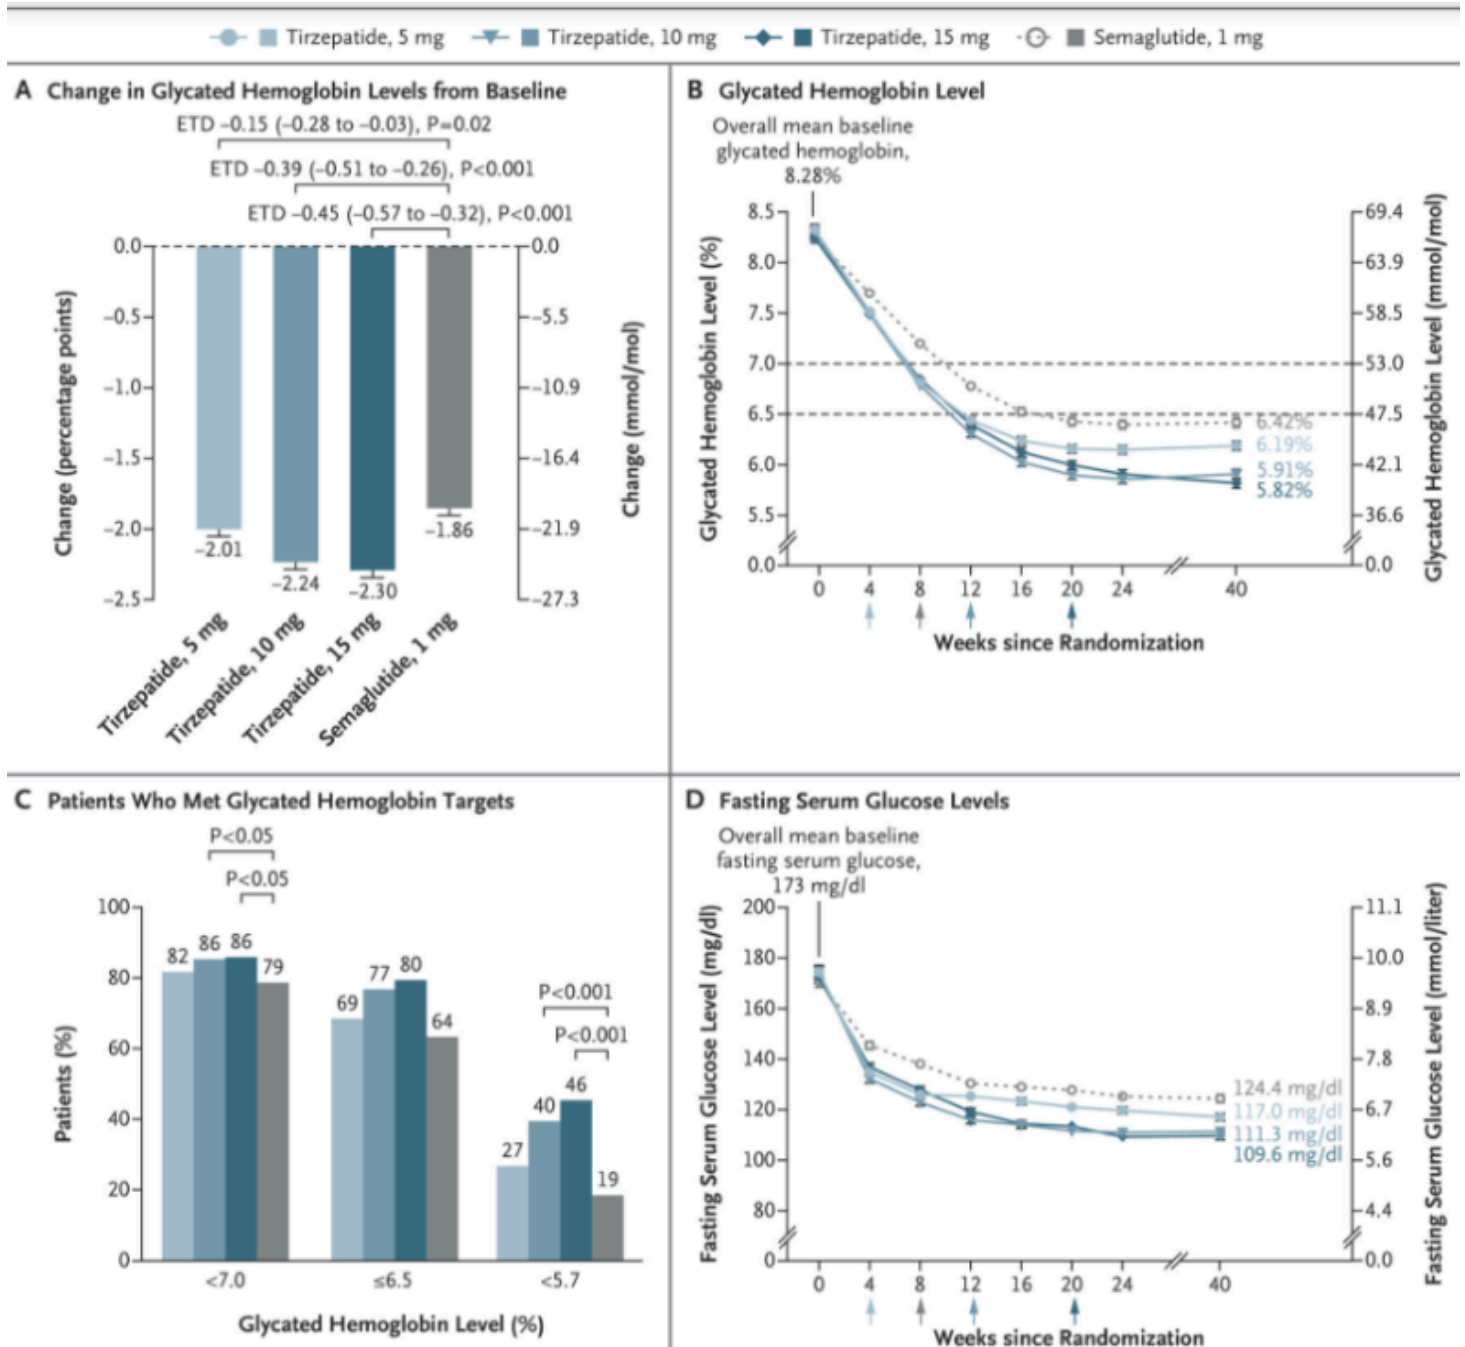 Tirzepatide, 5 mg Tirzepatide, 10 mg Tirzepatide, 15 mg Semaglutide, 1 mg
A Change in Glycated Hemoglobin Levels from Baseline
ETD –0.15 (–0.28 to –0.03), P=0.02
ETD –0.39 (–0.51 to –0.26), P<0.001
ETD –0.45 (–0.57 to –0.32), P<0.001
Change (percentage points)
0.0
–0.5
–1.0
–1.5
–2.0
–2.5
–2.01
–2.24
–2.30
–1.86
0.0
–5.5
–10.9
–16.4
–21.9
–27.3
Change (mmol/mol)
Tirzepatide, 5 mg
Tirzepatide, 10 mg
Tirzepatide, 15 mg
Semaglutide, 1 mg
B Glycated Hemoglobin Level
Overall mean baseline
glycated hemoglobin,
8.28%
Glycated Hemoglobin Level (%)
8.5
8.0
7.5
7.0
6.5
6.0
5.5
0.0
6.42%
6.19%
5.91%
5.82%
69.4
63.9
58.5
53.0
47.5
42.1
36.6
0.0
Glycated Hemoglobin Level (mmol/mol)
0 4 8 12 16 20 24 40
Weeks since Randomization
C Patients Who Met Glycated Hemoglobin Targets
P<0.05
P<0.05
P<0.001
P<0.001
Patients (%)
100
80
60
40
20
0
82 86 86 79
69 77 80 64
27 40 46 19
<7.0 ≤6.5 <5.7
Glycated Hemoglobin Level (%)
D Fasting Serum Glucose Levels
Overall mean baseline
fasting serum glucose,
173 mg/dl
Fasting Serum Glucose Level (mg/dl)
200
180
160
140
120
100
80
0
124.4 mg/dl
117.0 mg/dl
111.3 mg/dl
109.6 mg/dl
11.1
10.0
8.9
7.8
6.7
5.6
4.4
0.0
Fasting Serum Glucose Level (mmol/liter)
0 4 8 12 16 20 24 40
Weeks since Randomization